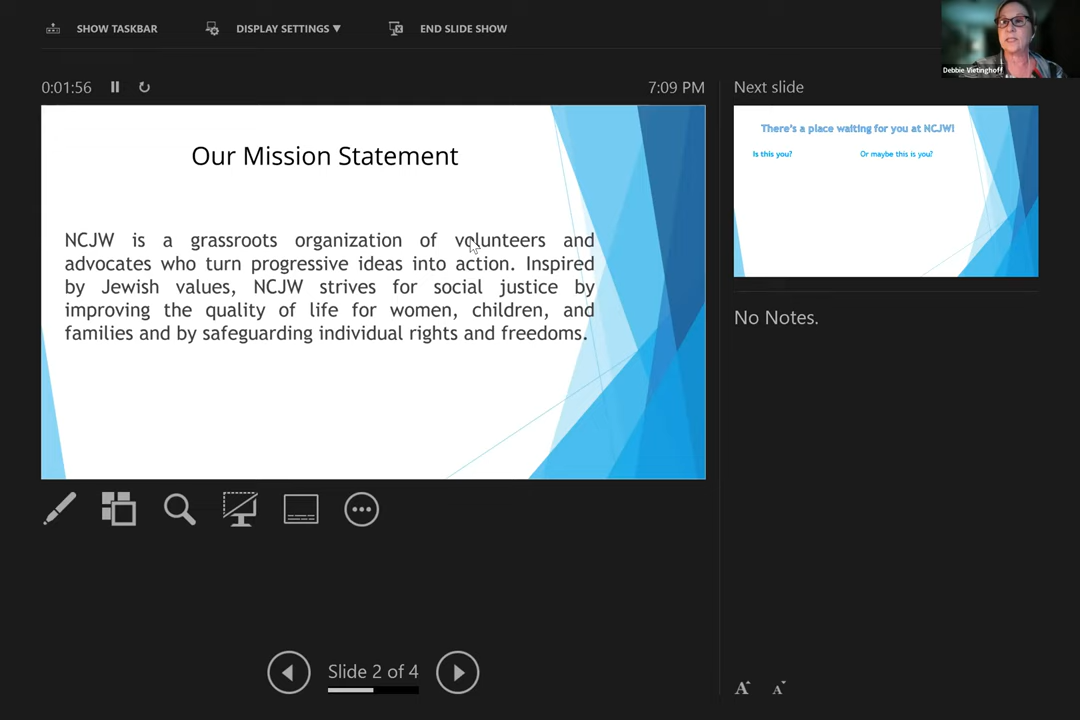 SHOW TASKBAR
DISPLAY SETTINGS ▼
END SLIDE SHOW
Debbie Vietinghoff
0:01:56
7:09 PM
Next slide
Our Mission Statement
NCJW is a grassroots organization of volunteers and
advocates who turn progressive ideas into action. Inspired
by Jewish values, NCJW strives for social justice by
improving the quality of life for women, children, and
families and by safeguarding individual rights and freedoms.
There's a place waiting for you at NCJW!
Is this you?
Or maybe this is you?
No Notes.
Slide 2 of 4
A A